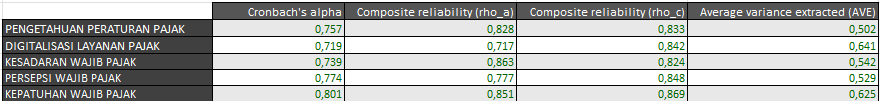 Cronbach's alpha Composite reliability (rho_a) Composite reliability (rho_c) Average variance extracted (AVE)
PENGETAHUAN PERATURAN PAJAK 0,757 0,828 0,833 0,502
DIGITALISASI LAYANAN PAJAK 0,719 0,717 0,842 0,641
KESADARAN WAJIB PAJAK 0,739 0,863 0,824 0,542
PERSEPSI WAJIB PAJAK 0,774 0,777 0,848 0,529
KEPATUHAN WAJIB PAJAK 0,801 0,851 0,869 0,625